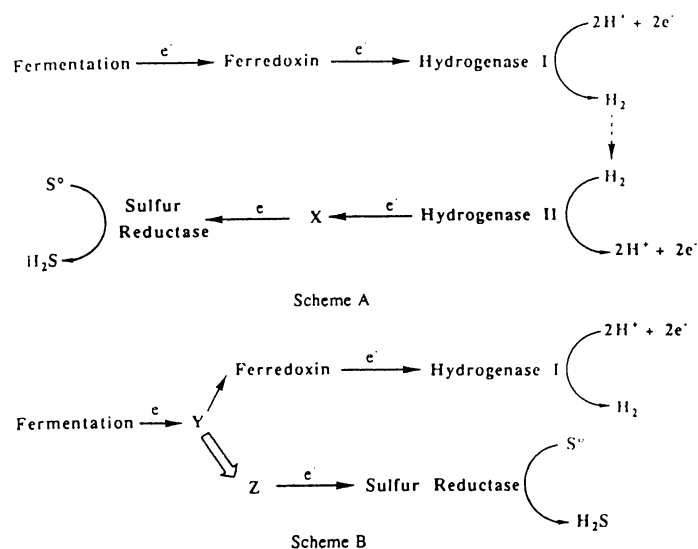 2H⁺ + 2e⁻
Fermentation e⁻ Ferredoxin e⁻ Hydrogenase I
H₂
S° H₂
Sulfur Reductase e X e⁻ Hydrogenase II
H₂S 2H⁺ + 2e⁻
Scheme A
2H⁺ + 2e⁻
Ferredoxin e⁻ Hydrogenase I
Fermentation e Y H₂
S°
Z e⁻ Sulfur Reductase
H₂S
Scheme B